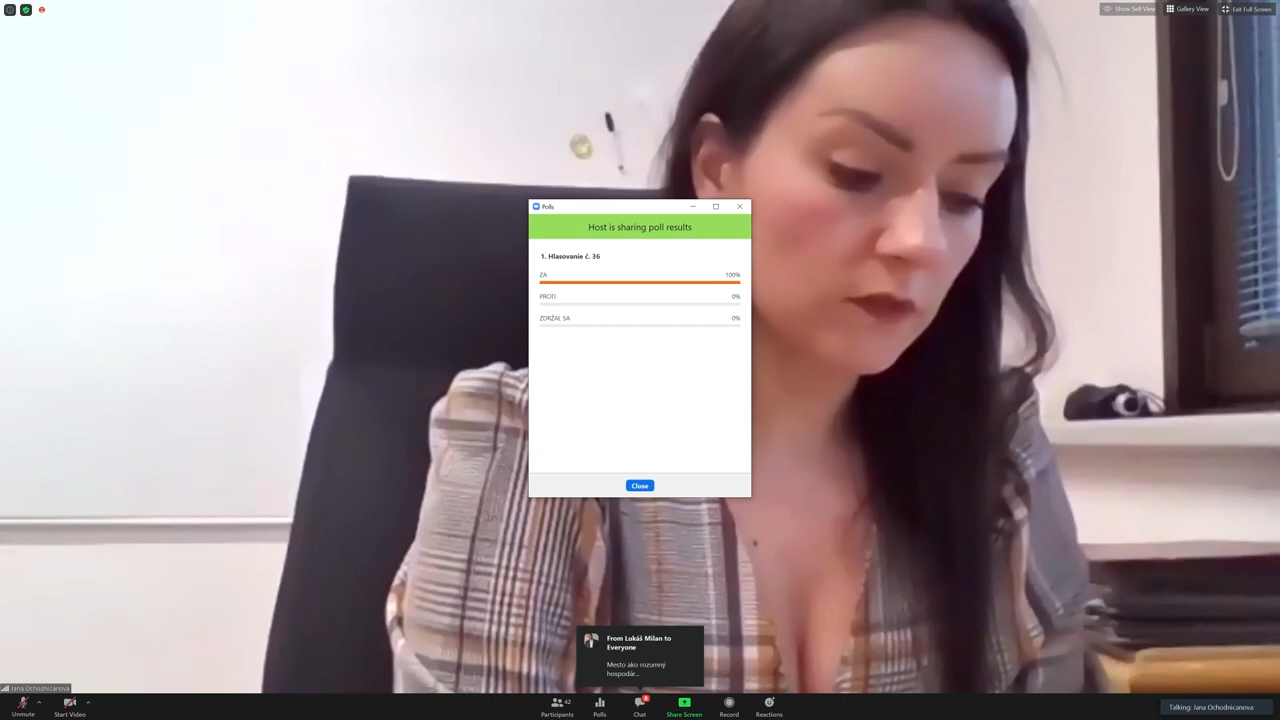 Show Self View
Gallery View
Exit Full Screen
Polls
Host is sharing poll results
1. Hlasovanie č. 36
ZA 100%
PROTI 0%
ZDRŽAL SA 0%
Close
From Lukáš Milan to
Everyone
Mesto ako rozumný
hospodár...
Jana Ochodnicanova
Unmute
Start Video
Participants 42
Polls
Chat 8
Share Screen
Record
Reactions
Talking: Jana Ochodnicanova